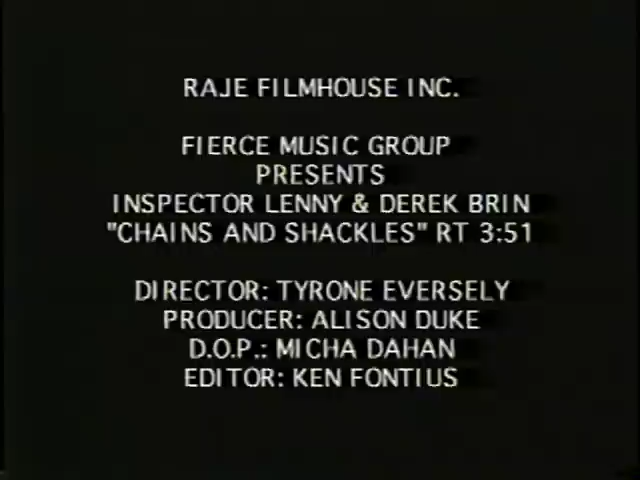 RAJE FILMHOUSE INC.
FIERCE MUSIC GROUP
PRESENTS
INSPECTOR LENNY & DEREK BRIN
"CHAINS AND SHACKLES" RT 3:51
DIRECTOR: TYRONE EVERSELY
PRODUCER: ALISON DUKE
D.O.P.: MICHA DAHAN
EDITOR: KEN FONTIUS